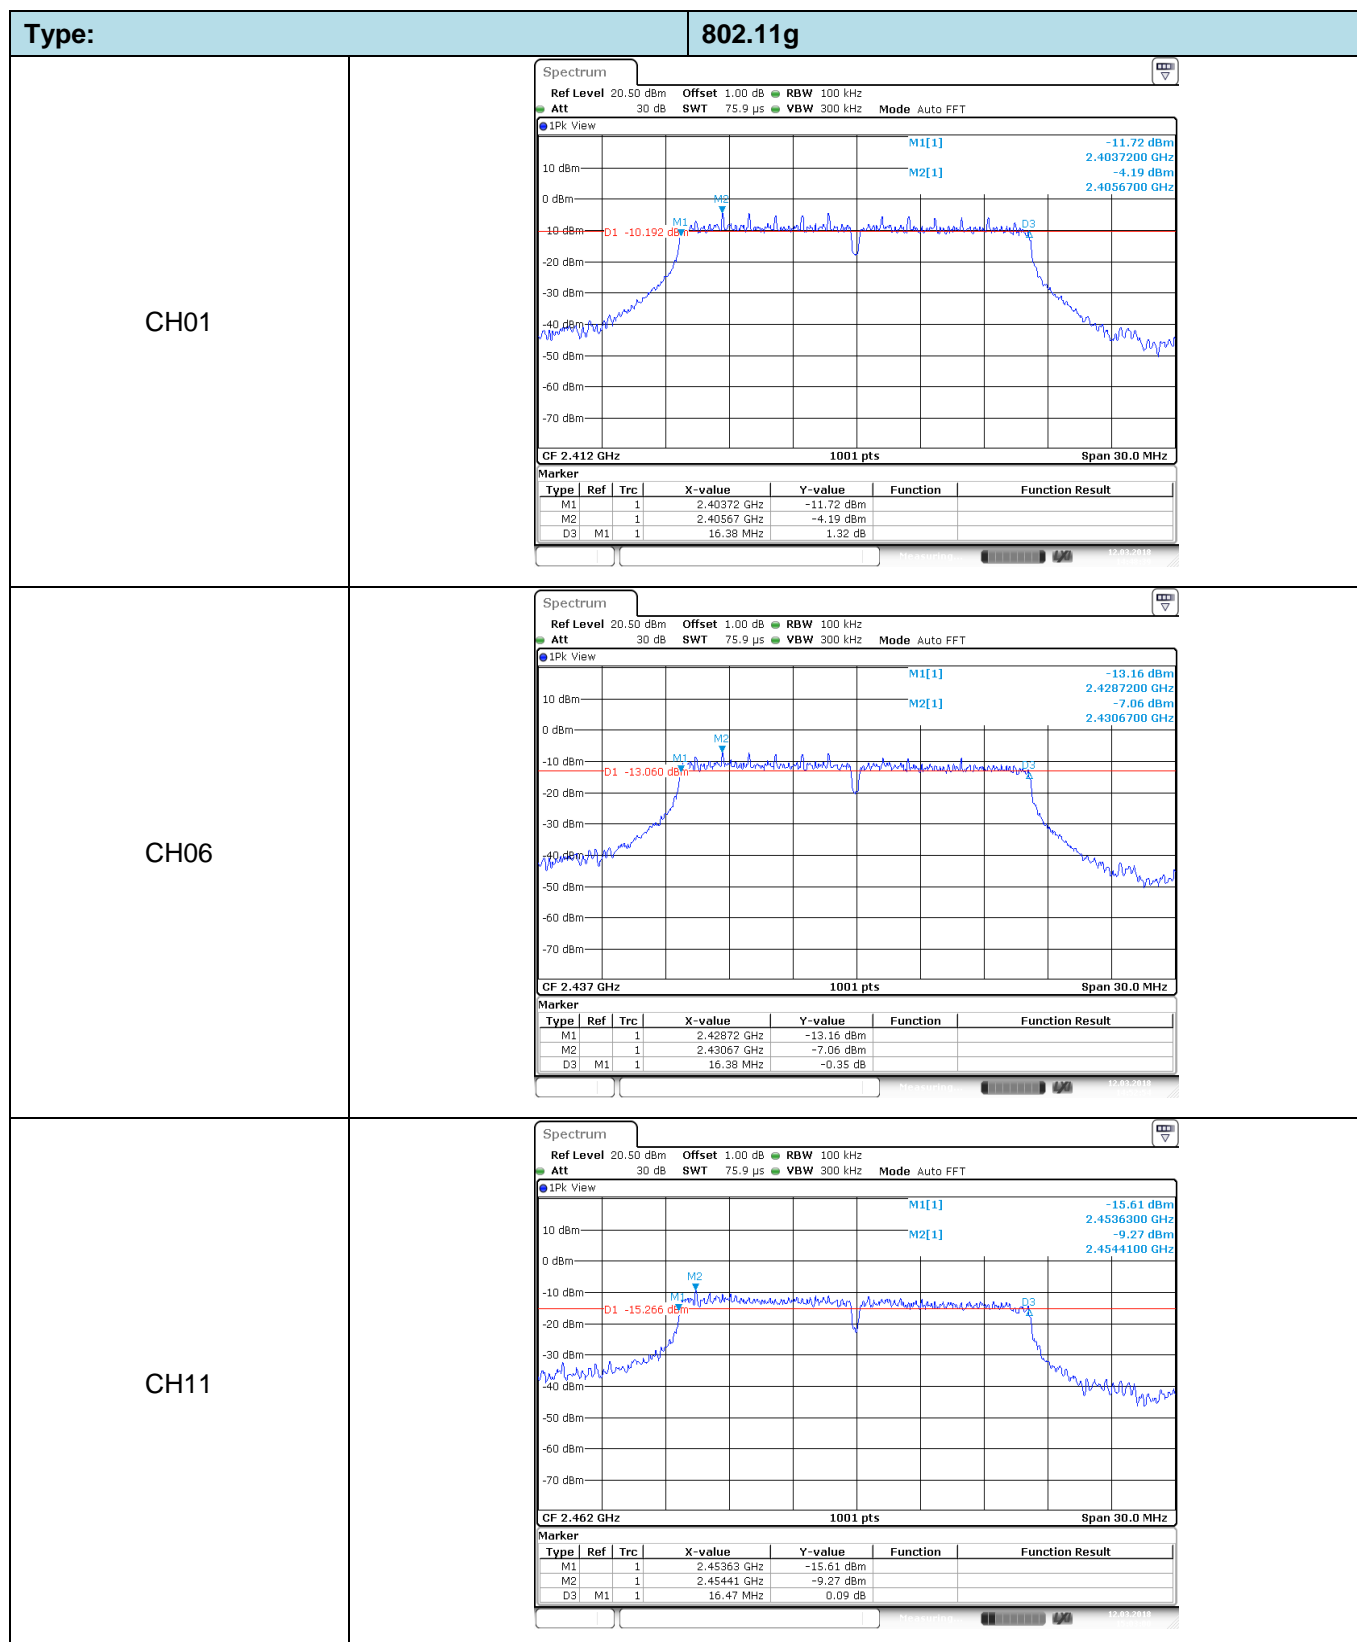 Type: 802.11g
CH01
Spectrum
Ref Level 20.50 dBm Offset 1.00 dB RBW 100 kHz
Att 30 dB SWT 75.9 µs VBW 300 kHz Mode Auto FFT
1Pk View
M1[1] -11.72 dBm
2.4037200 GHz
10 dBm M2[1] -4.19 dBm
2.4056700 GHz
0 dBm M2
M1 D3
-10 dBm D1 -10.192 dBm
-20 dBm
-30 dBm
-40 dBm
-50 dBm
-60 dBm
-70 dBm
CF 2.412 GHz 1001 pts Span 30.0 MHz
Marker
Type Ref Trc X-value Y-value Function Function Result
M1 1 2.40372 GHz -11.72 dBm
M2 1 2.40567 GHz -4.19 dBm
D3 M1 1 16.38 MHz 1.32 dB
Measuring... 12.03.2018
CH06
Spectrum
Ref Level 20.50 dBm Offset 1.00 dB RBW 100 kHz
Att 30 dB SWT 75.9 µs VBW 300 kHz Mode Auto FFT
1Pk View
M1[1] -13.16 dBm
2.4287200 GHz
10 dBm M2[1] -7.06 dBm
2.4306700 GHz
0 dBm
M2
-10 dBm M1 D3
D1 -13.060 dBm
-20 dBm
-30 dBm
-40 dBm
-50 dBm
-60 dBm
-70 dBm
CF 2.437 GHz 1001 pts Span 30.0 MHz
Marker
Type Ref Trc X-value Y-value Function Function Result
M1 1 2.42872 GHz -13.16 dBm
M2 1 2.43067 GHz -7.06 dBm
D3 M1 1 16.38 MHz -0.35 dB
Measuring... 12.03.2018
CH11
Spectrum
Ref Level 20.50 dBm Offset 1.00 dB RBW 100 kHz
Att 30 dB SWT 75.9 µs VBW 300 kHz Mode Auto FFT
1Pk View
M1[1] -15.61 dBm
2.4536300 GHz
10 dBm M2[1] -9.27 dBm
2.4544100 GHz
0 dBm
M2
-10 dBm M1 D3
D1 -15.266 dBm
-20 dBm
-30 dBm
-40 dBm
-50 dBm
-60 dBm
-70 dBm
CF 2.462 GHz 1001 pts Span 30.0 MHz
Marker
Type Ref Trc X-value Y-value Function Function Result
M1 1 2.45363 GHz -15.61 dBm
M2 1 2.45441 GHz -9.27 dBm
D3 M1 1 16.47 MHz 0.09 dB
Measuring... 12.03.2018